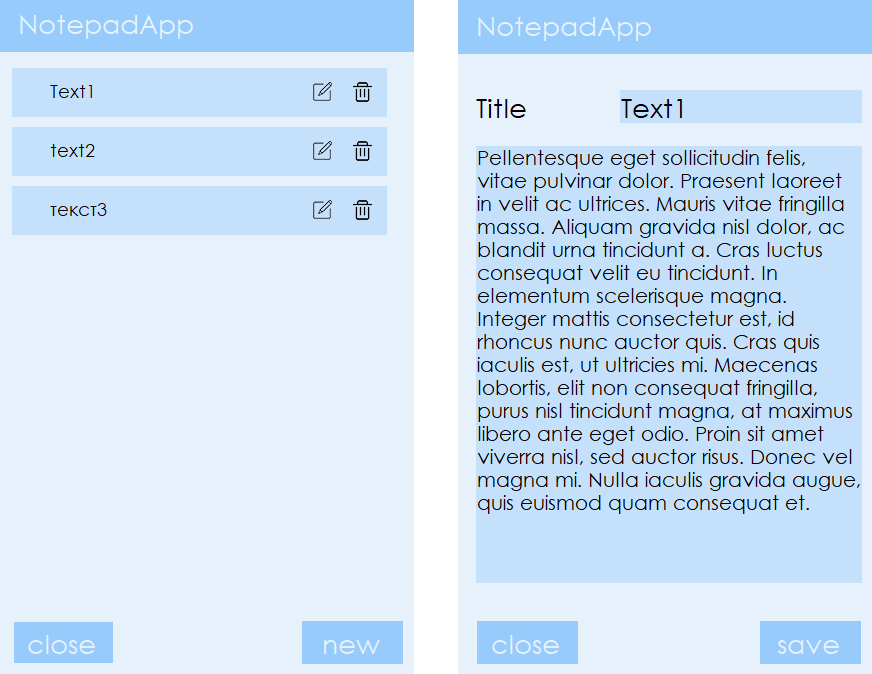 NotepadApp
Text1
text2
текст3
close
new
NotepadApp
Title
Text1
Pellentesque eget sollicitudin felis,
vitae pulvinar dolor. Praesent laoreet
in velit ac ultrices. Mauris vitae fringilla
massa. Aliquam gravida nisl dolor, ac
blandit urna tincidunt a. Cras luctus
consequat velit eu tincidunt. In
elementum scelerisque magna.
Integer mattis consectetur est, id
rhoncus nunc auctor quis. Cras quis
iaculis est, ut ultricies mi. Maecenas
lobortis, elit non consequat fringilla,
purus nisl tincidunt magna, at maximus
libero ante eget odio. Proin sit amet
viverra nisl, sed auctor risus. Donec vel
magna mi. Nulla iaculis gravida augue,
quis euismod quam consequat et.
close
save